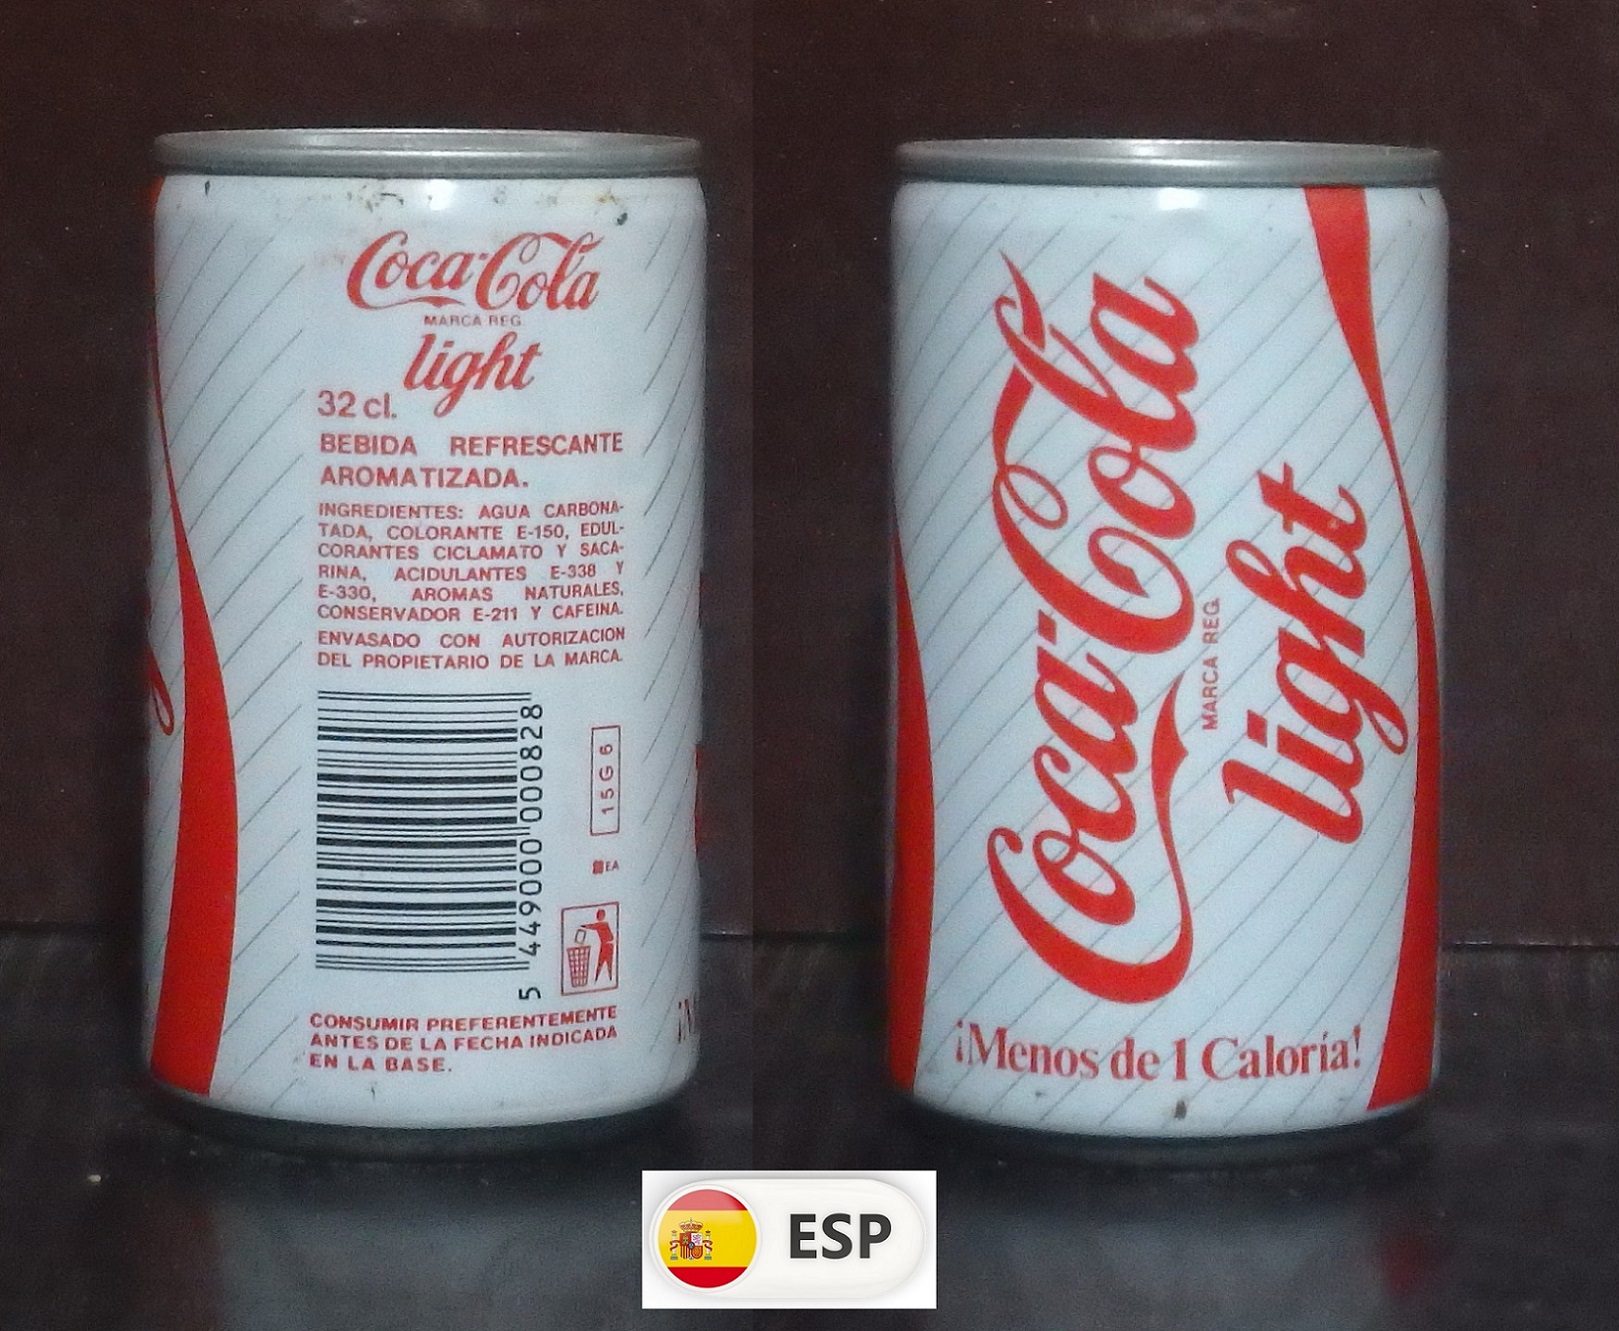 Coca-Cola
MARCA REG.
light
32 cl.
BEBIDA REFRESCANTE
AROMATIZADA.
INGREDIENTES: AGUA CARBONA-
TADA, COLORANTE E-150, EDUL-
CORANTES CICLAMATO Y SACA-
RINA, ACIDULANTES E-338 Y
E-330, AROMAS NATURALES,
CONSERVADOR E-211 Y CAFEINA.
ENVASADO CON AUTORIZACION
DEL PROPIETARIO DE LA MARCA.
5 449000 000828
15G6
EA
CONSUMIR PREFERENTEMENTE
ANTES DE LA FECHA INDICADA
EN LA BASE.
¡M
Coca-Cola
MARCA REG.
light
¡Menos de 1 Caloría!
ESP